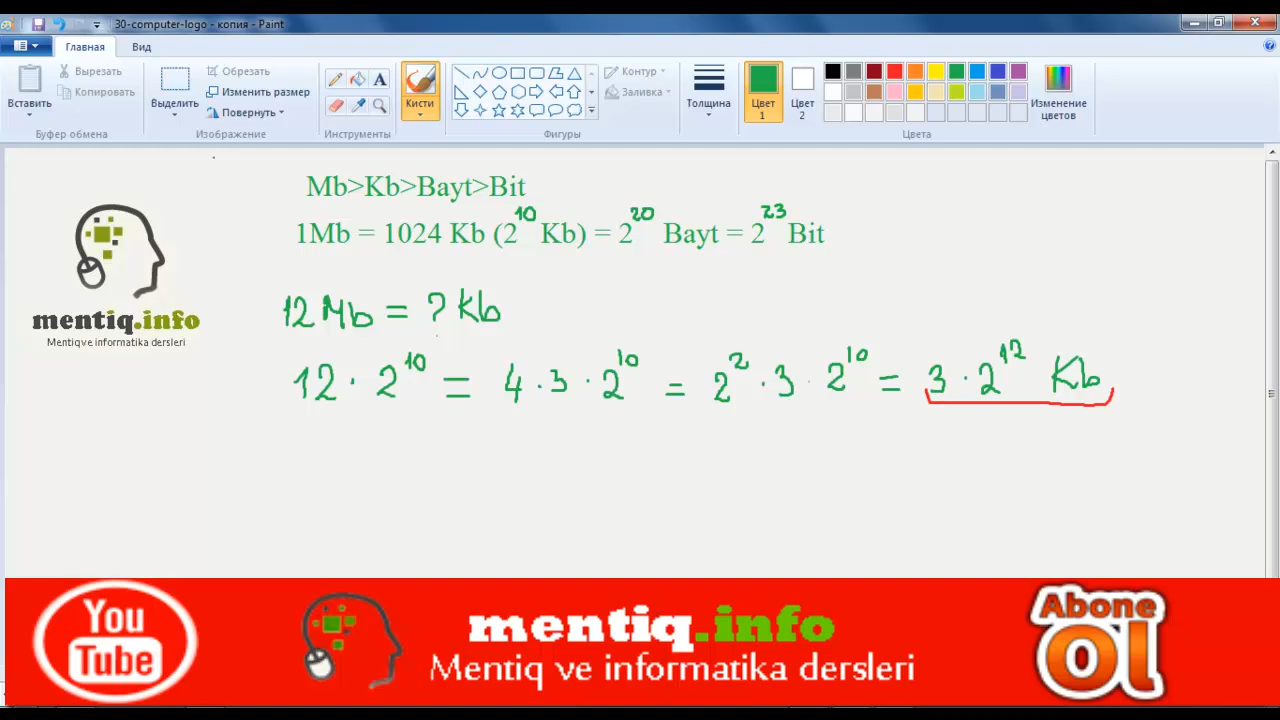 30-computer-logo - копия - Paint
Главная Вид
Вставить
Вырезать
Копировать
Буфер обмена
Выделить
Обрезать
Изменить размер
Повернуть
Изображение
A
Инструменты
Кисти
Контур
Заливка
Фигуры
Толщина
Цвет 1
Цвет 2
Изменение цветов
Цвета
Mb>Kb>Bayt>Bit
1Mb = 1024 Kb (2^10 Kb) = 2^20 Bayt = 2^23 Bit
mentiq.info
Mentiqve informatika dersleri
12 Mb = ? Kb
12 · 2^10 = 4 · 3 · 2^10 = 2^2 · 3 · 2^10 = 3 · 2^12 Kb
You Tube
mentiq.info
Mentiq ve informatika dersleri
Abone Ol